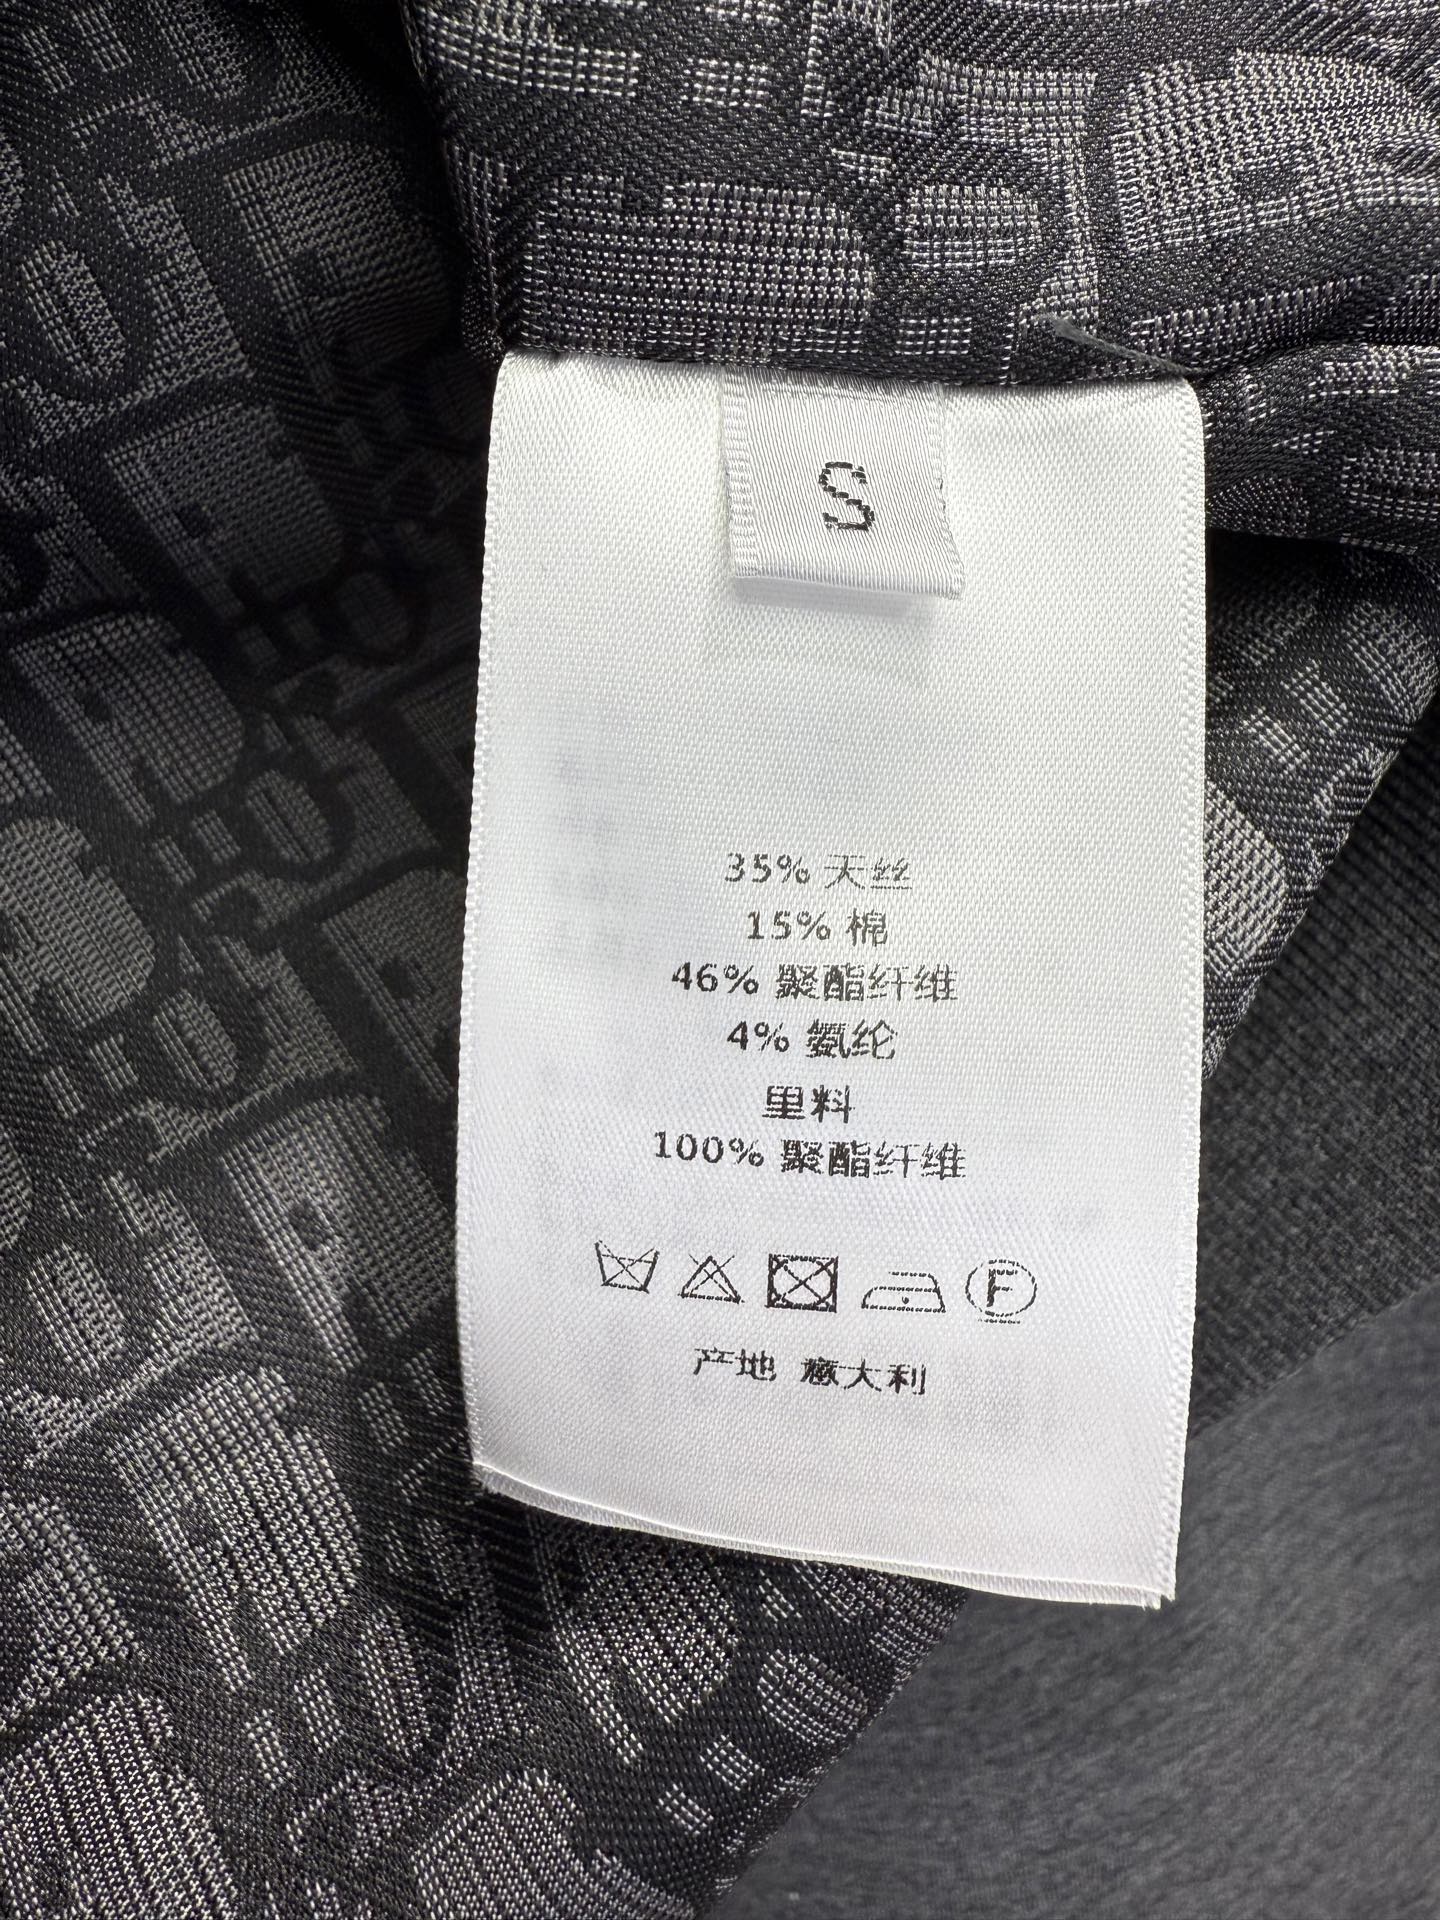 S
35% 天丝
15% 棉
46% 聚酯纤维
4% 氨纶
里料
100% 聚酯纤维
F
产地 意大利